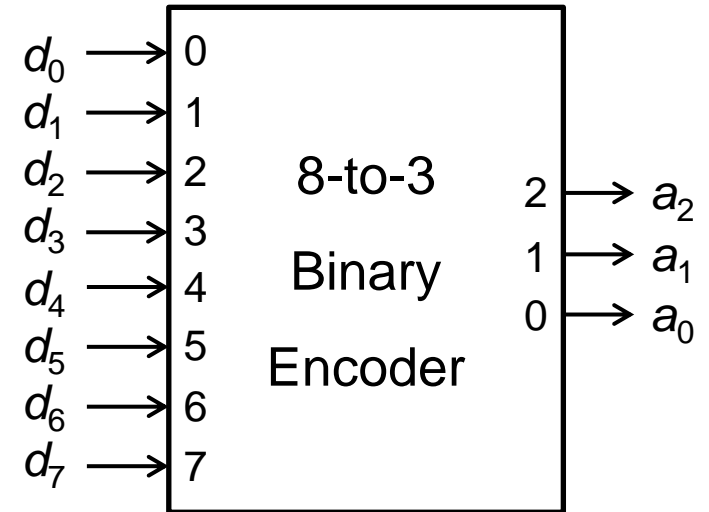 d₀ 0
d₁ 1
d₂ 2
d₃ 3
d₄ 4
d₅ 5
d₆ 6
d₇ 7
8-to-3
Binary
Encoder
2 a₂
1 a₁
0 a₀